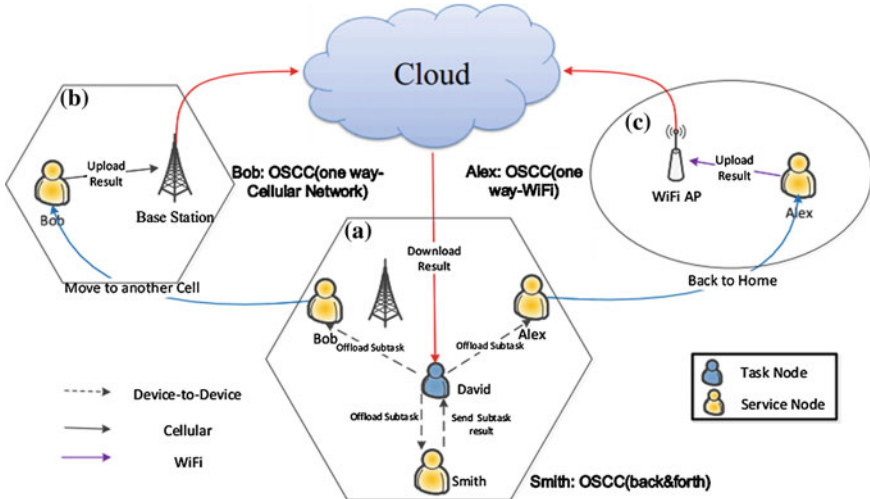 Cloud
(b)
(c)
Upload
Result
Bob
Base Station
Bob: OSCC(one way-
Cellular Network)
Alex: OSCC(one
way-WiFi)
Upload
Result
WiFi AP
Alex
(a)
Download
Result
Move to another Cell
Back to Home
Bob
Alex
Offload Subtask
Offload Subtask
David
Offload
Subtask
Send Subtask
result
Smith
Smith: OSCC(back&forth)
Device-to-Device
Cellular
WiFi
Task Node
Service Node